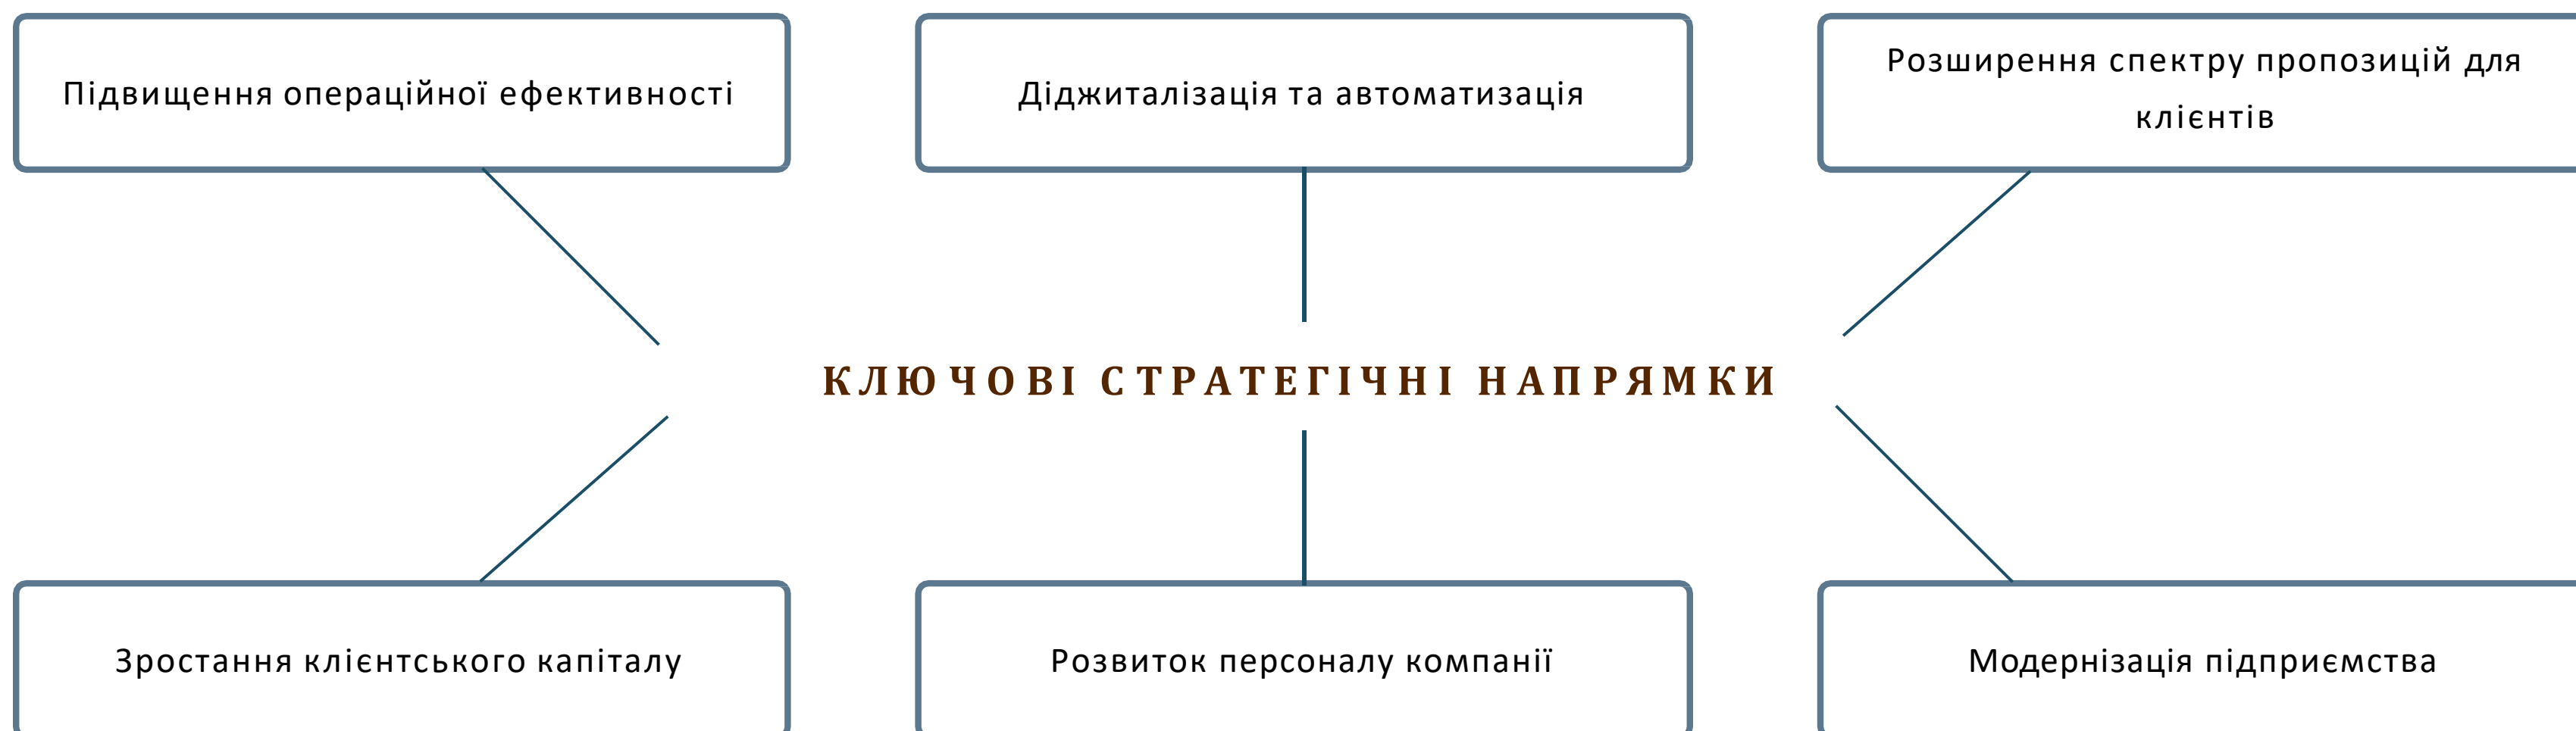 Підвищення операційної ефективності
Діджиталізація та автоматизація
Розширення спектру пропозицій для
клієнтів
КЛЮЧОВІ СТРАТЕГІЧНІ НАПРЯМКИ
Зростання клієнтського капіталу
Розвиток персоналу компанії
Модернізація підприємства